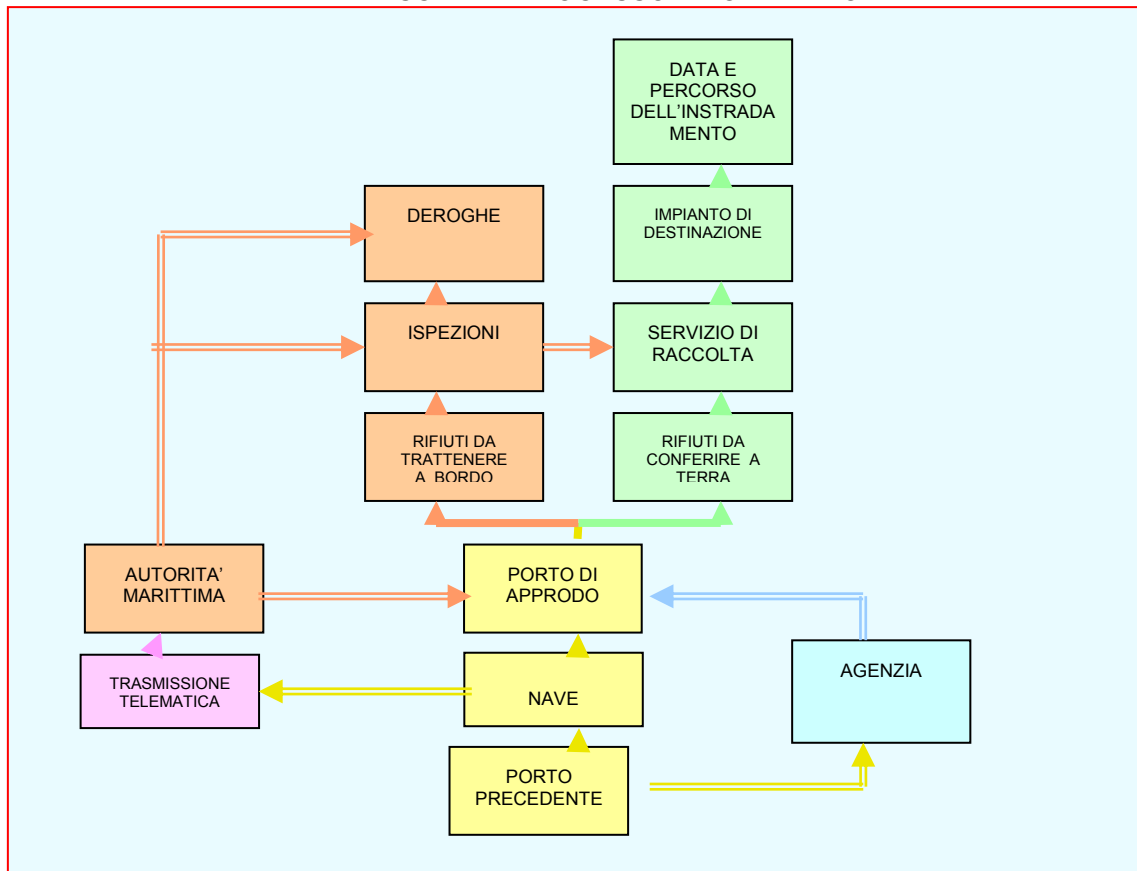 DATA E
PERCORSO
DELL'INSTRADA
MENTO
DEROGHE
IMPIANTO DI
DESTINAZIONE
ISPEZIONI
SERVIZIO DI
RACCOLTA
RIFIUTI DA
TRATTENERE
A BORDO
RIFIUTI DA
CONFERIRE A
TERRA
AUTORITA'
MARITTIMA
PORTO DI
APPRODO
TRASMISSIONE
TELEMATICA
NAVE
AGENZIA
PORTO
PRECEDENTE